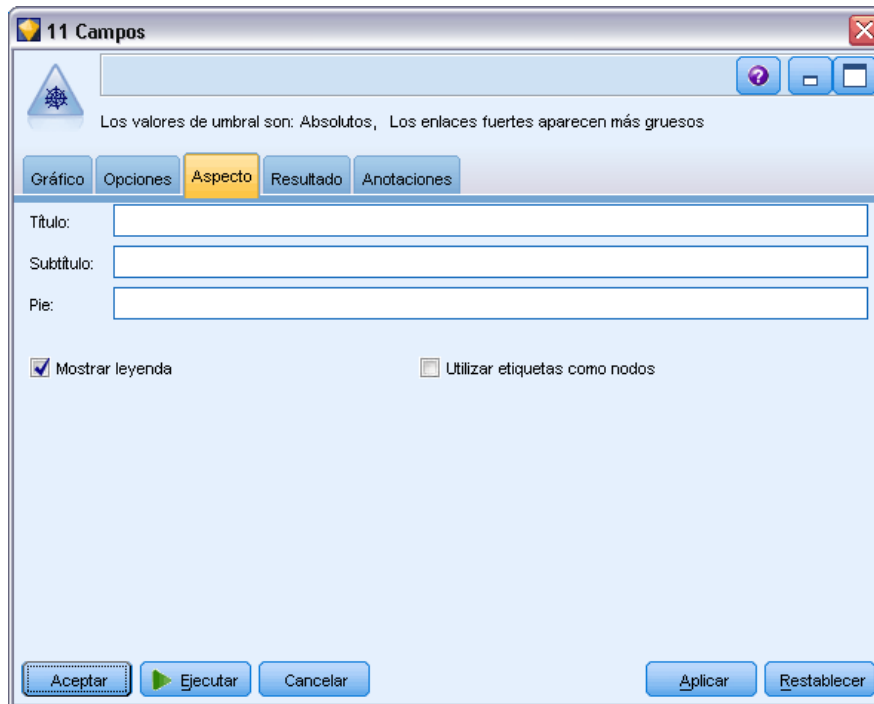 11 Campos
Los valores de umbral son: Absolutos, Los enlaces fuertes aparecen más gruesos
Gráfico Opciones Aspecto Resultado Anotaciones
Título:
Subtítulo:
Pie:
Mostrar leyenda Utilizar etiquetas como nodos
Aceptar Ejecutar Cancelar Aplicar Restablecer